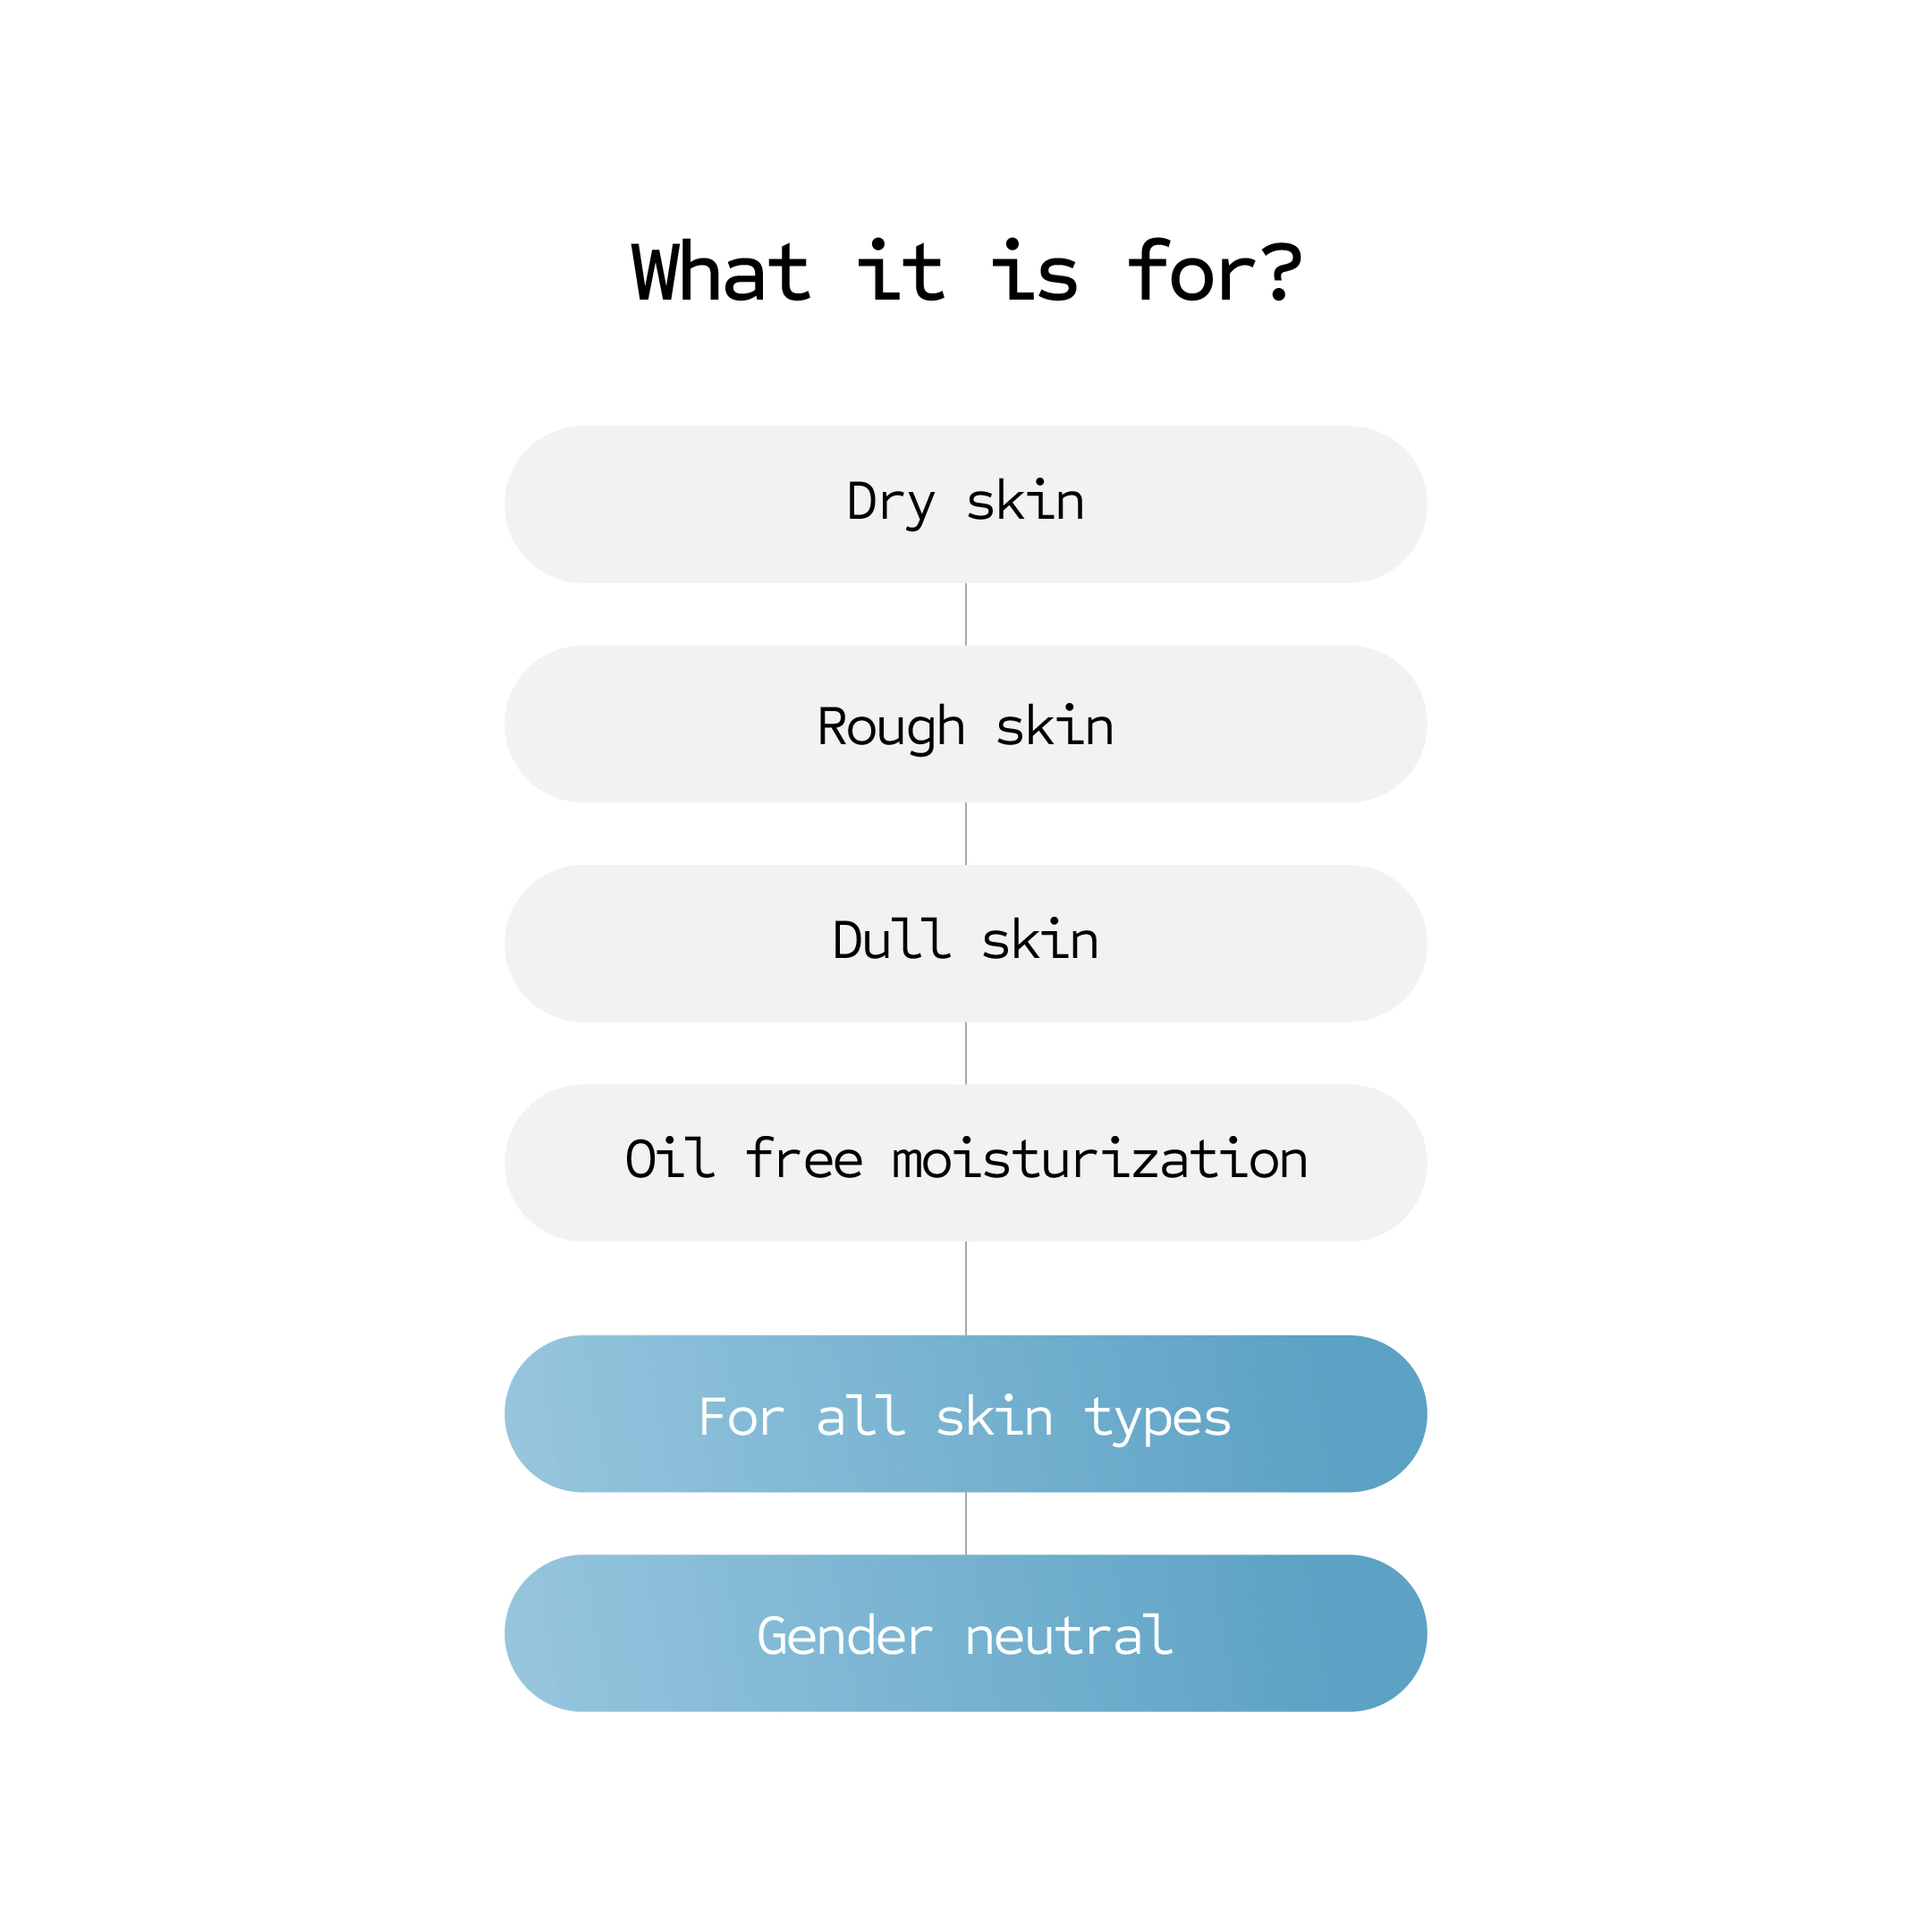 What it is for?
Dry skin
Rough skin
Dull skin
Oil free moisturization
For all skin types
Gender neutral